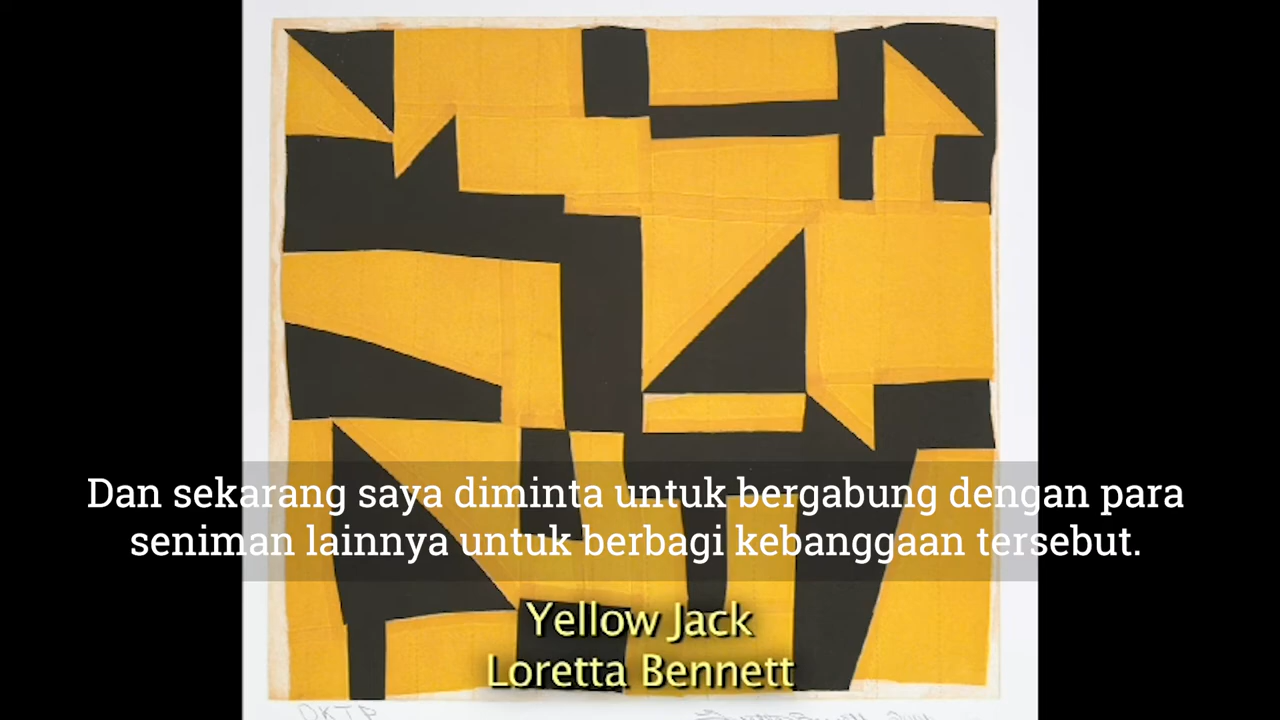 Dan sekarang saya diminta untuk bergabung dengan para
seniman lainnya untuk berbagi kebanggaan tersebut.
Yellow Jack
Loretta Bennett